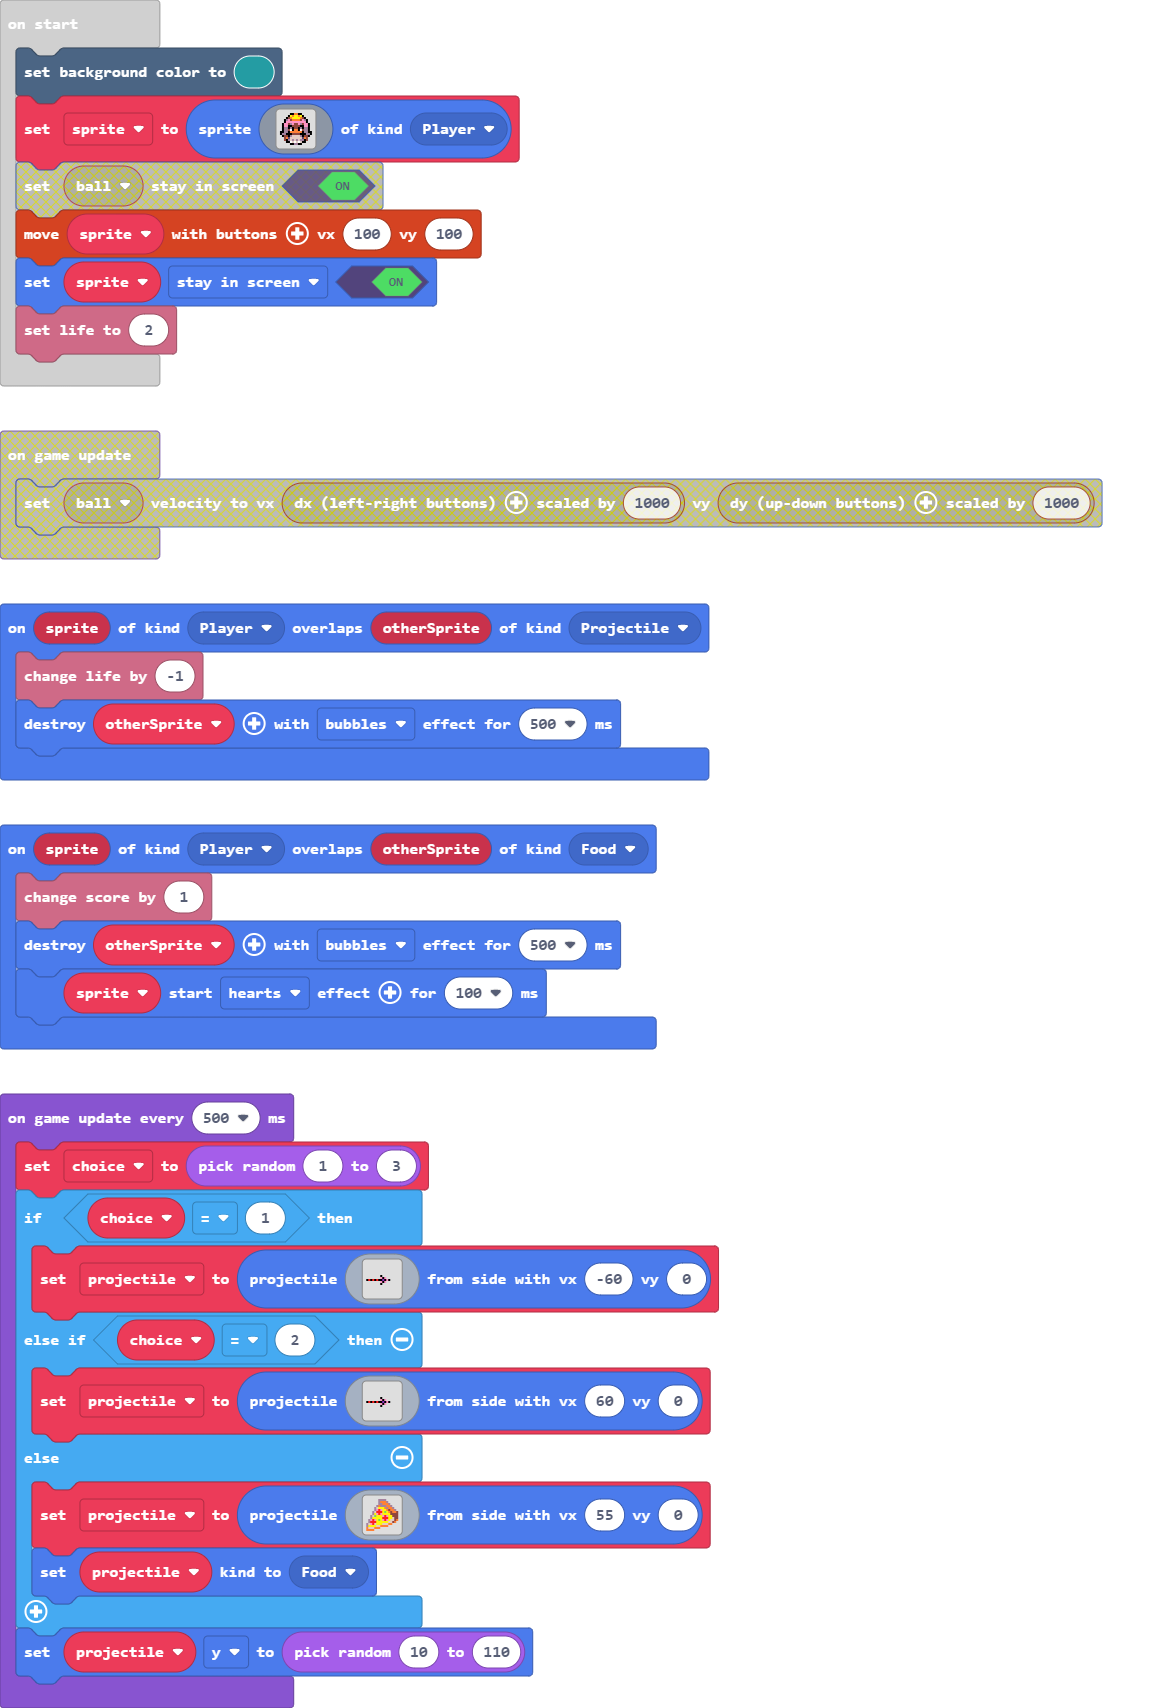 on start
set background color to
set sprite to sprite of kind Player
set ball stay in screen ON
move sprite with buttons vx 100 vy 100
set sprite stay in screen ON
set life to 2
on game update
set ball velocity to vx dx (left-right buttons) scaled by 1000 vy dy (up-down buttons) scaled by 1000
on sprite of kind Player overlaps otherSprite of kind Projectile
change life by -1
destroy otherSprite with bubbles effect for 500 ms
on sprite of kind Player overlaps otherSprite of kind Food
change score by 1
destroy otherSprite with bubbles effect for 500 ms
sprite start hearts effect for 100 ms
on game update every 500 ms
set choice to pick random 1 to 3
if choice = 1 then
set projectile to projectile from side with vx -60 vy 0
else if choice = 2 then
set projectile to projectile from side with vx 60 vy 0
else
set projectile to projectile from side with vx 55 vy 0
set projectile kind to Food
set projectile y to pick random 10 to 110